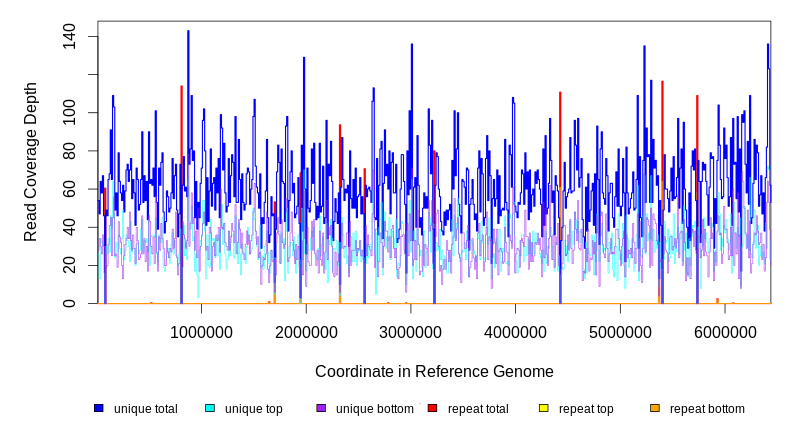 140
120
80
60
40
20
0
Read Coverage Depth
1000000 2000000 3000000 4000000 5000000 6000000
Coordinate in Reference Genome
unique total unique top unique bottom repeat total repeat top repeat bottom